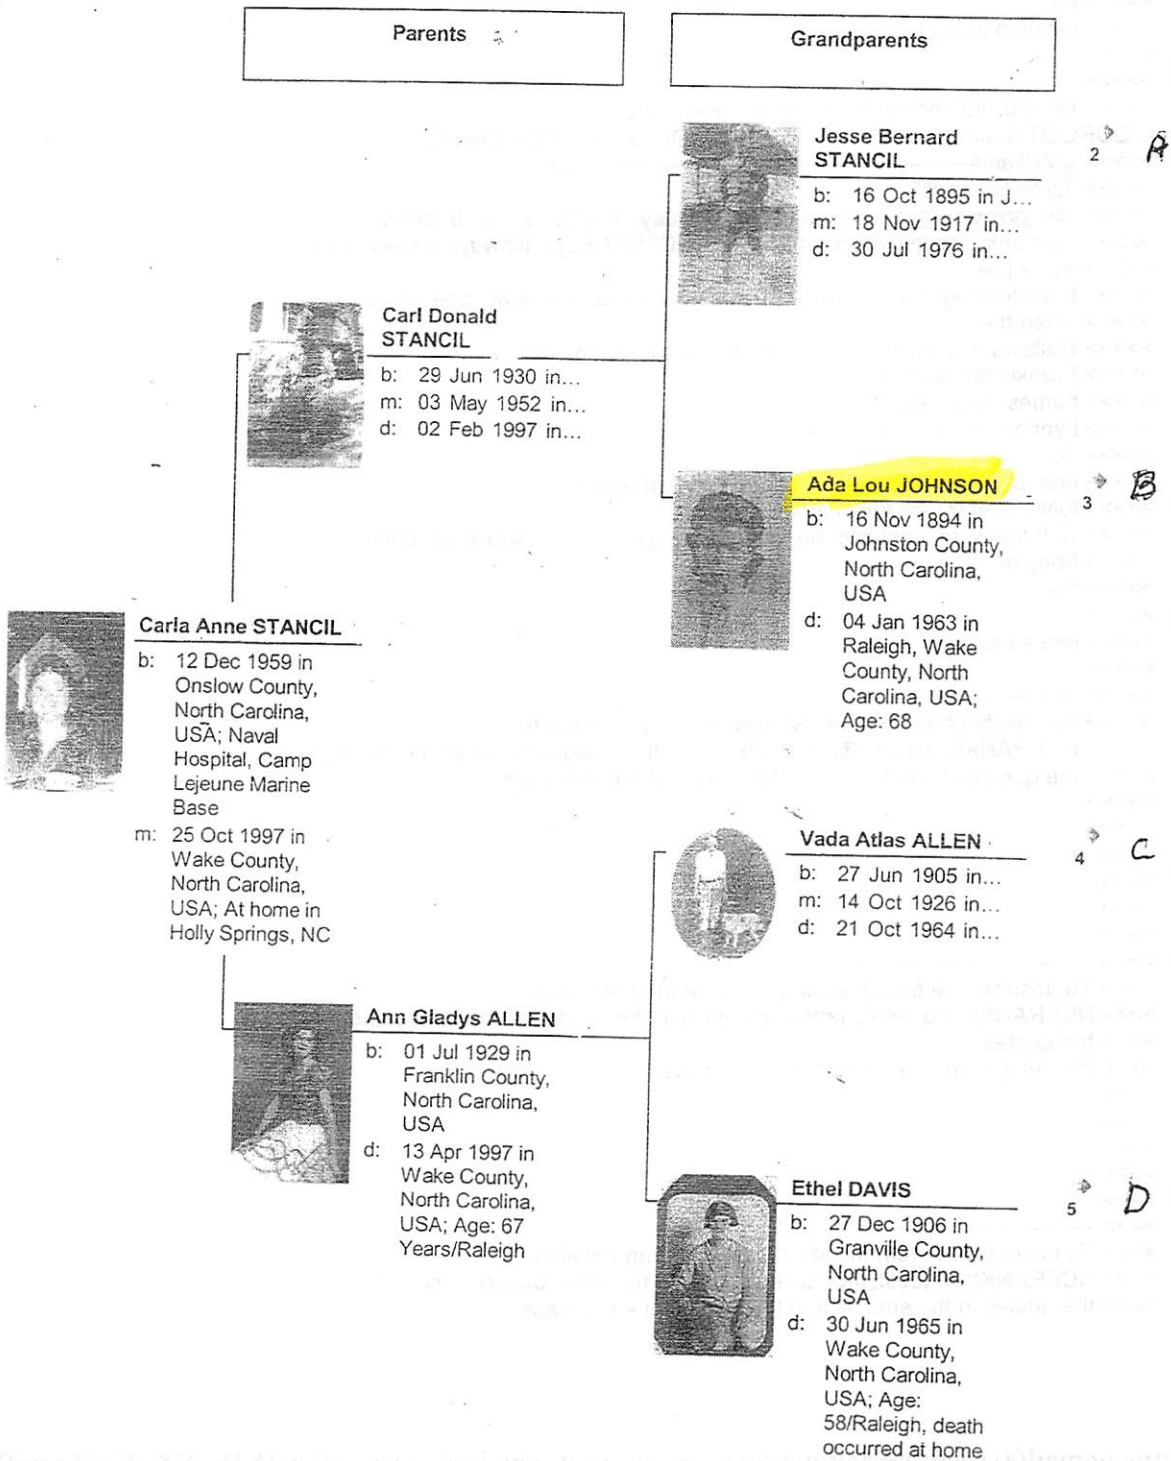 Parents
Grandparents
Jesse Bernard
STANCIL
b: 16 Oct 1895 in J...
m: 18 Nov 1917 in...
d: 30 Jul 1976 in...
2 A
Carl Donald
STANCIL
b: 29 Jun 1930 in...
m: 03 May 1952 in...
d: 02 Feb 1997 in...
Ada Lou JOHNSON
3 B
b: 16 Nov 1894 in
Johnston County,
North Carolina,
USA
d: 04 Jan 1963 in
Raleigh, Wake
County, North
Carolina, USA;
Age: 68
Carla Anne STANCIL
b: 12 Dec 1959 in
Onslow County,
North Carolina,
USA; Naval
Hospital, Camp
Lejeune Marine
Base
m: 25 Oct 1997 in
Wake County,
North Carolina,
USA; At home in
Holly Springs, NC
Vada Atlas ALLEN
4 C
b: 27 Jun 1905 in...
m: 14 Oct 1926 in...
d: 21 Oct 1964 in...
Ann Gladys ALLEN
b: 01 Jul 1929 in
Franklin County,
North Carolina,
USA
d: 13 Apr 1997 in
Wake County,
North Carolina,
USA; Age: 67
Years/Raleigh
Ethel DAVIS
5 D
b: 27 Dec 1906 in
Granville County,
North Carolina,
USA
d: 30 Jun 1965 in
Wake County,
North Carolina,
USA; Age:
58/Raleigh, death
occurred at home